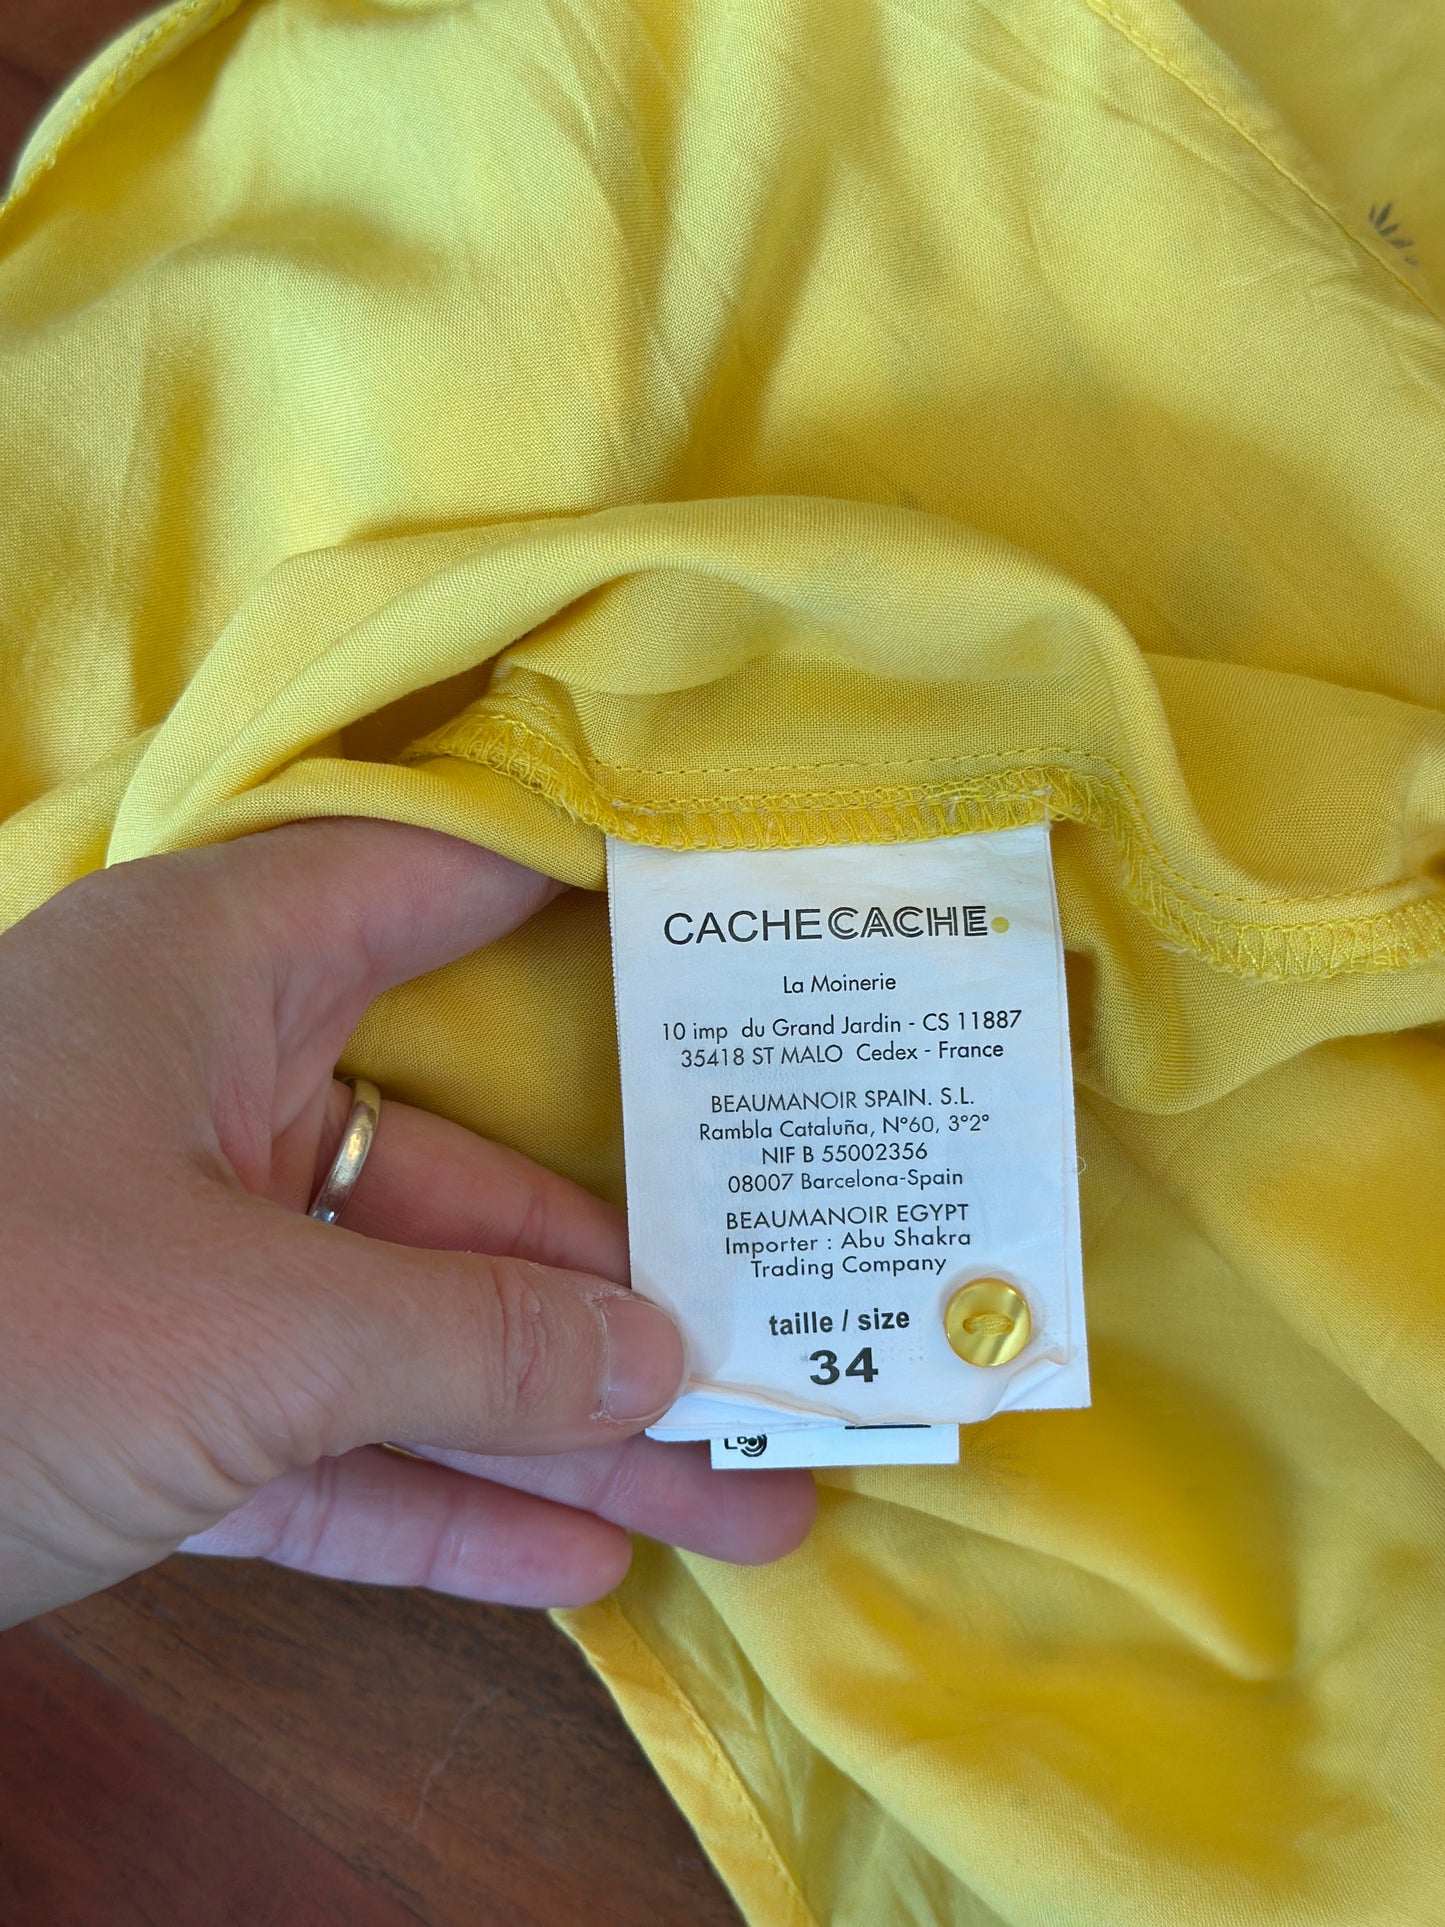 CACHECACHE
La Moinerie
10 imp du Grand Jardin - CS 11887
35418 ST MALO Cedex - France
BEAUMANOIR SPAIN. S.L.
Rambla Cataluña, N°60, 3°2°
NIF B 55002356
08007 Barcelona-Spain
BEAUMANOIR EGYPT
Importer : Abu Shakra
Trading Company
taille / size
34